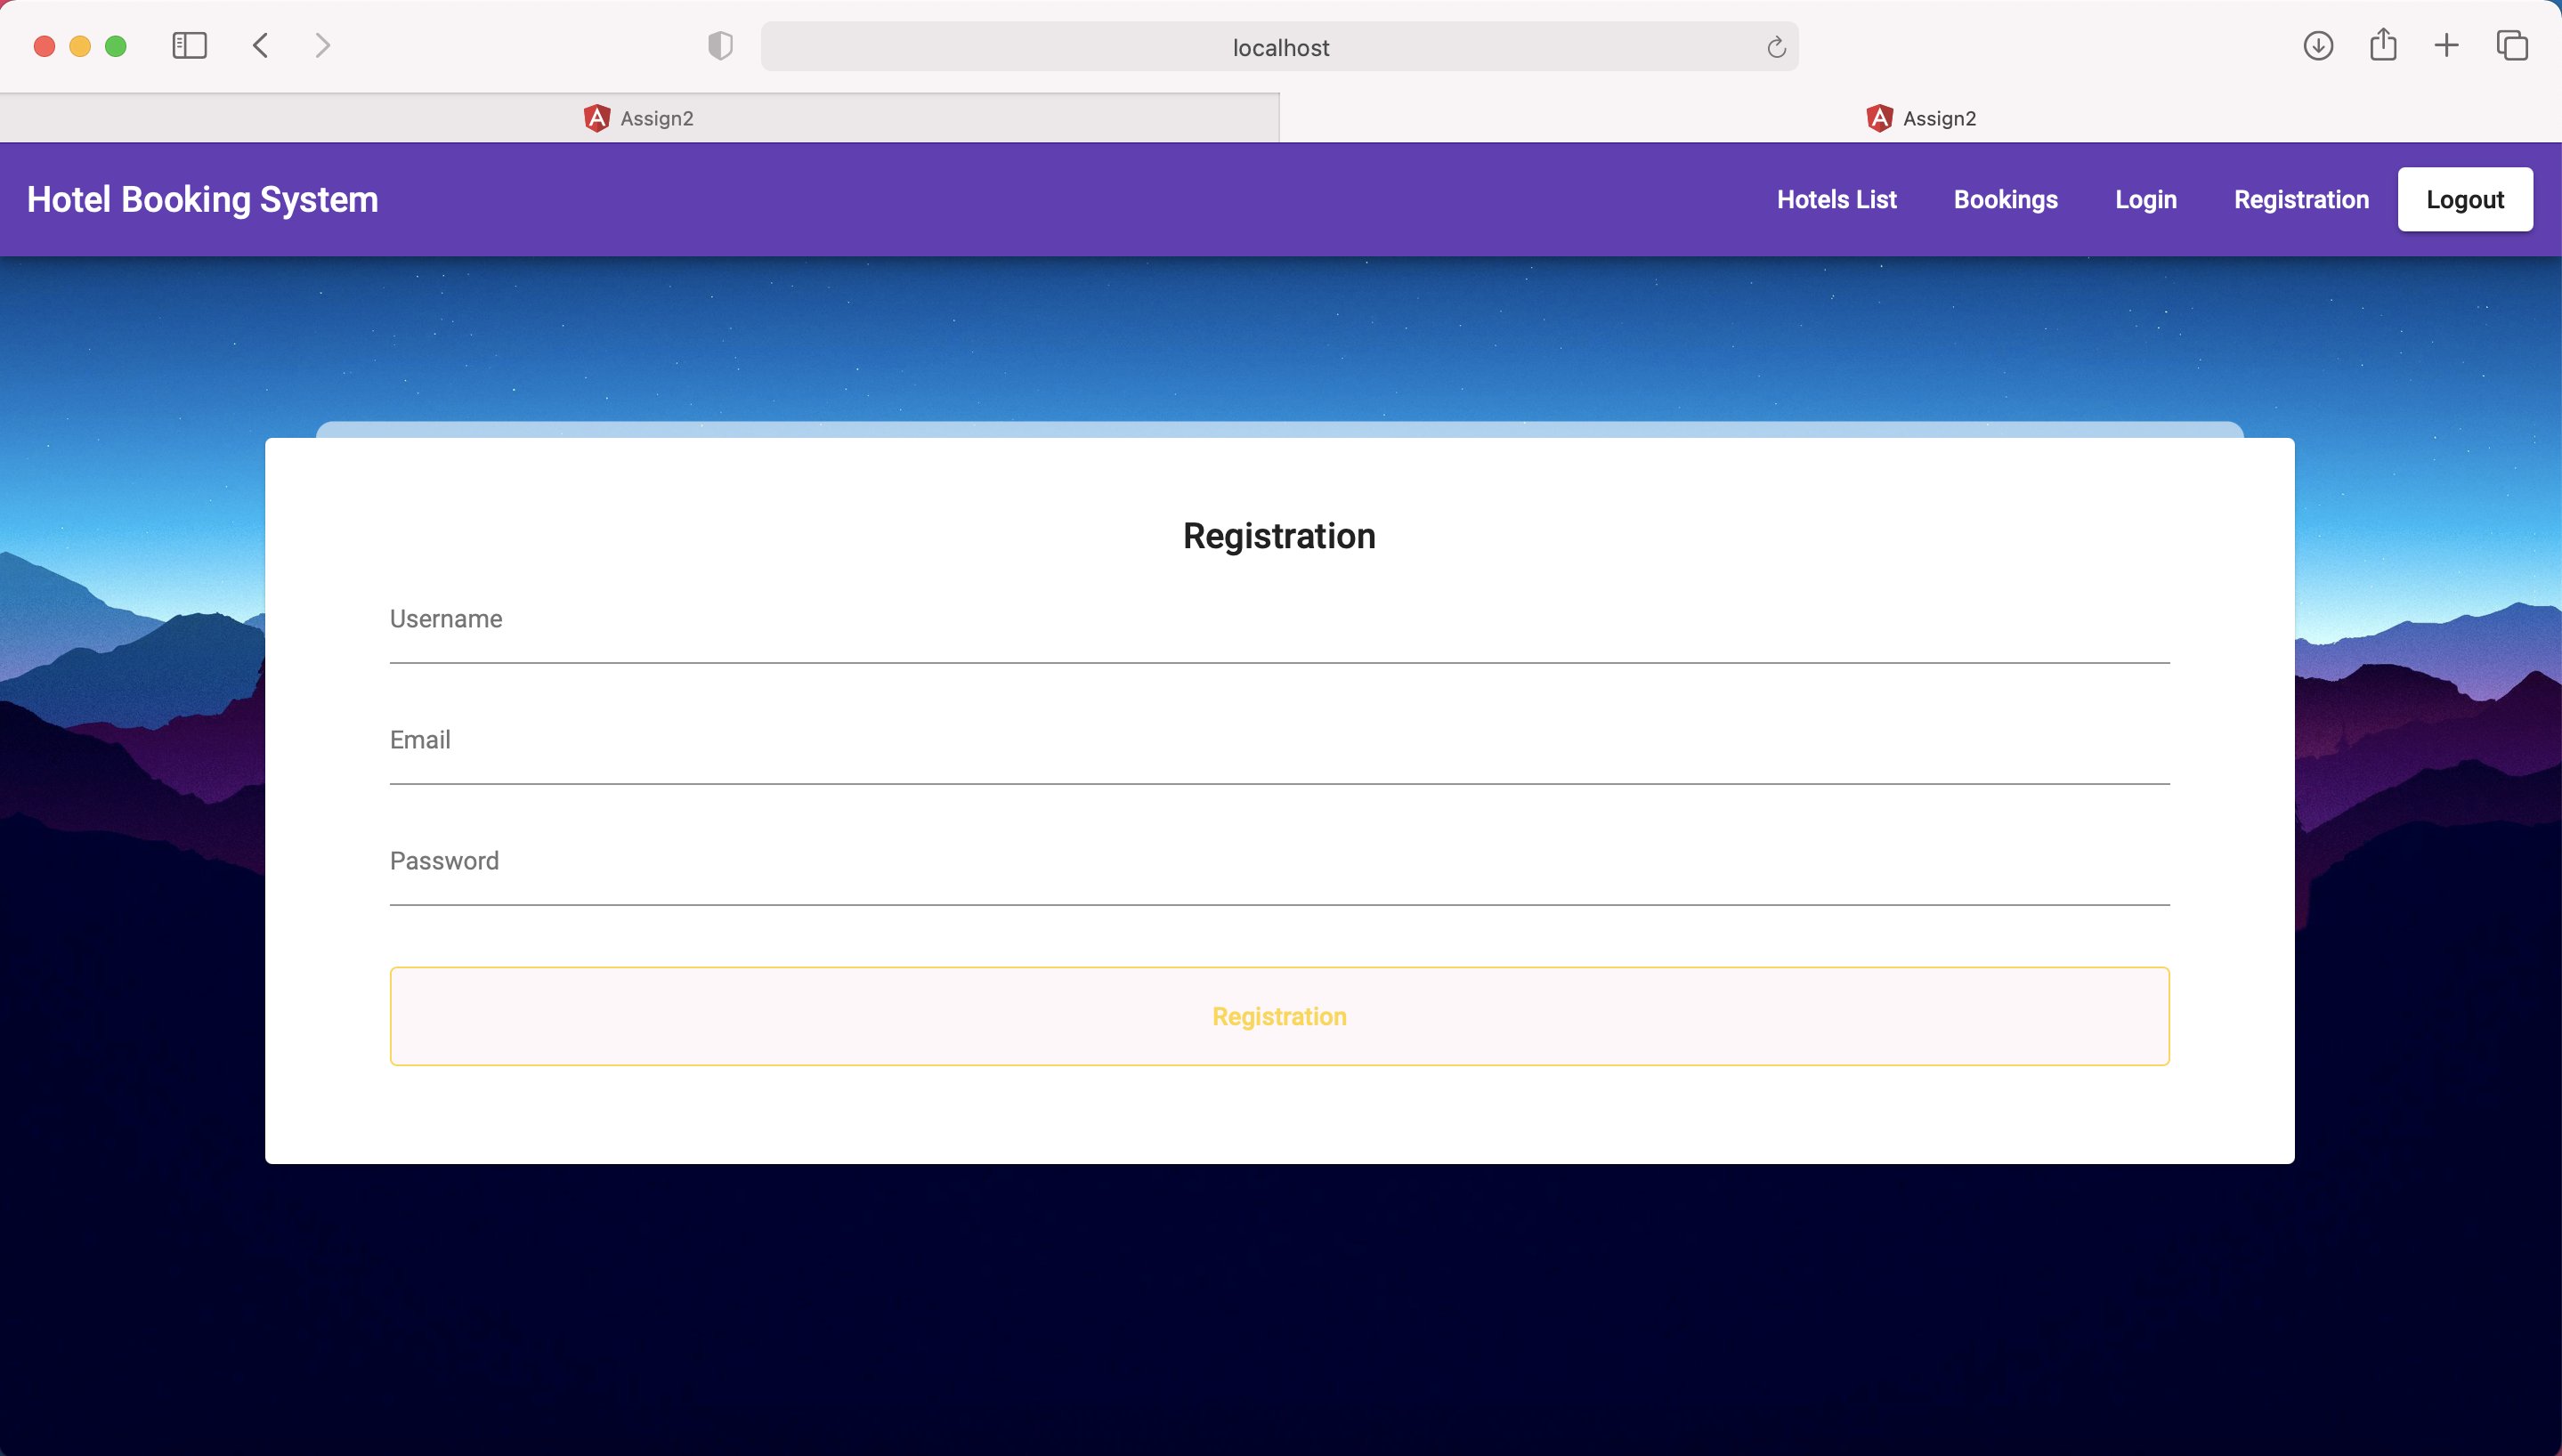 localhost
Assign2
Assign2
Hotel Booking System
Hotels List
Bookings
Login
Registration
Logout
Registration
Username
Email
Password
Registration